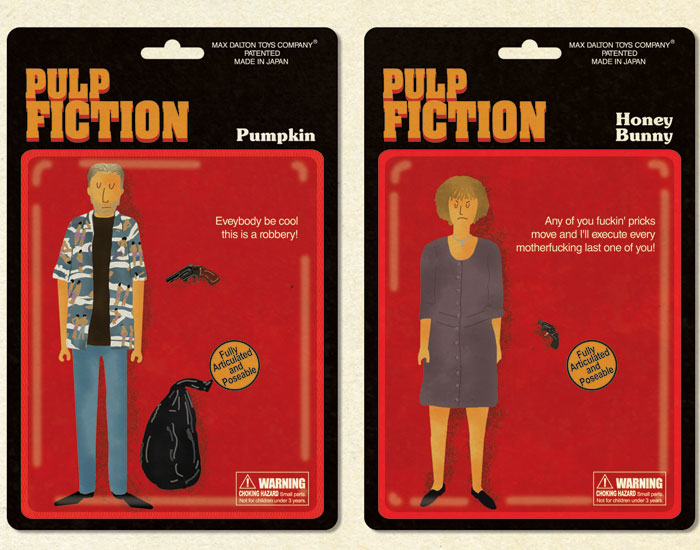 MAX DALTON TOYS COMPANY®
PATENTED
MADE IN JAPAN
PULP
FICTION
Pumpkin
Eveybody be cool
this is a robbery!
Fully
Articulated
and
Poseable
WARNING
CHOKING HAZARD Small parts.
Not for children under 3 years.
MAX DALTON TOYS COMPANY®
PATENTED
MADE IN JAPAN
PULP
FICTION
Honey
Bunny
Any of you fuckin' pricks
move and I'll execute every
motherfucking last one of you!
Fully
Articulated
and
Poseable
WARNING
CHOKING HAZARD Small parts.
Not for children under 3 years.